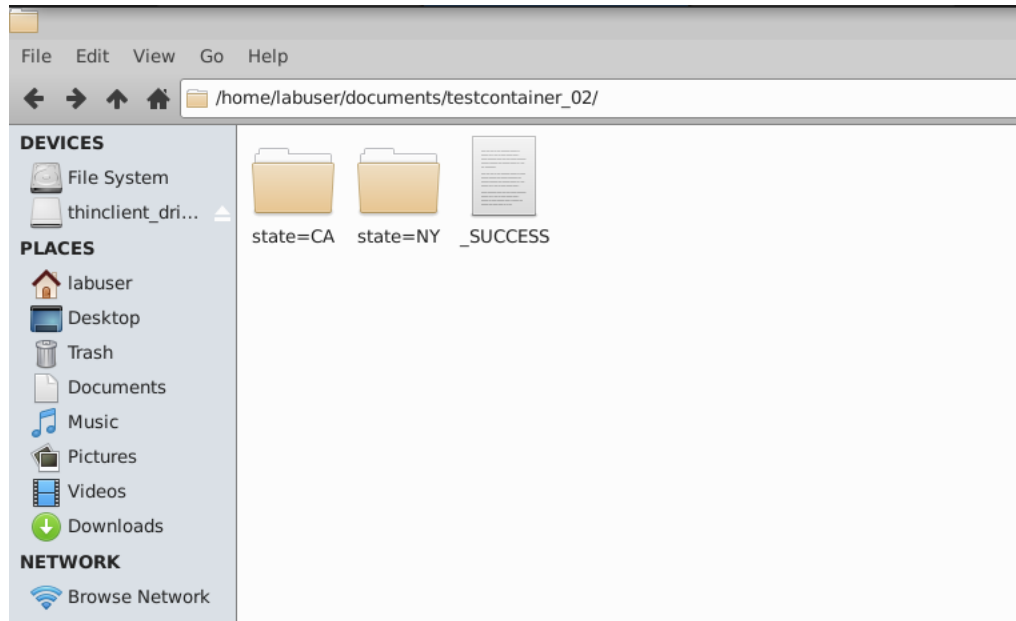 File Edit View Go Help
/home/labuser/documents/testcontainer_02/
DEVICES
File System
thinclient_dri...
PLACES
labuser
Desktop
Trash
Documents
Music
Pictures
Videos
Downloads
NETWORK
Browse Network
state=CA state=NY _SUCCESS